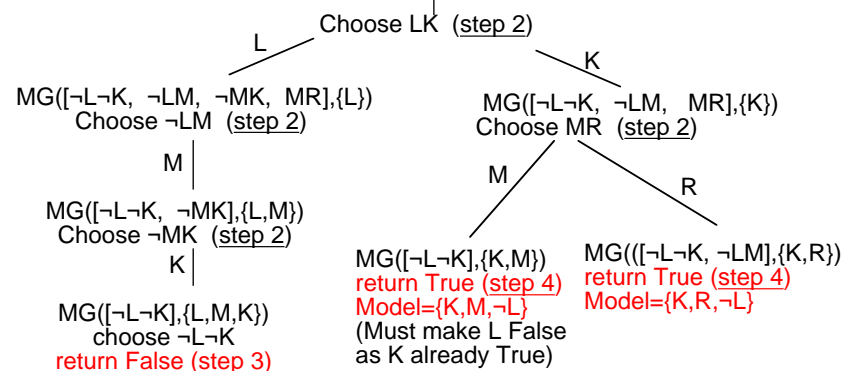 Choose LK (step 2)
L
K
MG([¬L¬K, ¬LM, ¬MK, MR],{L})
Choose ¬LM (step 2)
MG([¬L¬K, ¬LM, MR],{K})
Choose MR (step 2)
M
M
R
MG([¬L¬K, ¬MK],{L,M})
Choose ¬MK (step 2)
K
MG([¬L¬K],{K,M})
return True (step 4)
Model={K,M,¬L}
(Must make L False
as K already True)
MG(([¬L¬K, ¬LM],{K,R})
return True (step 4)
Model={K,R,¬L}
MG([¬L¬K],{L,M,K})
choose ¬L¬K
return False (step 3)